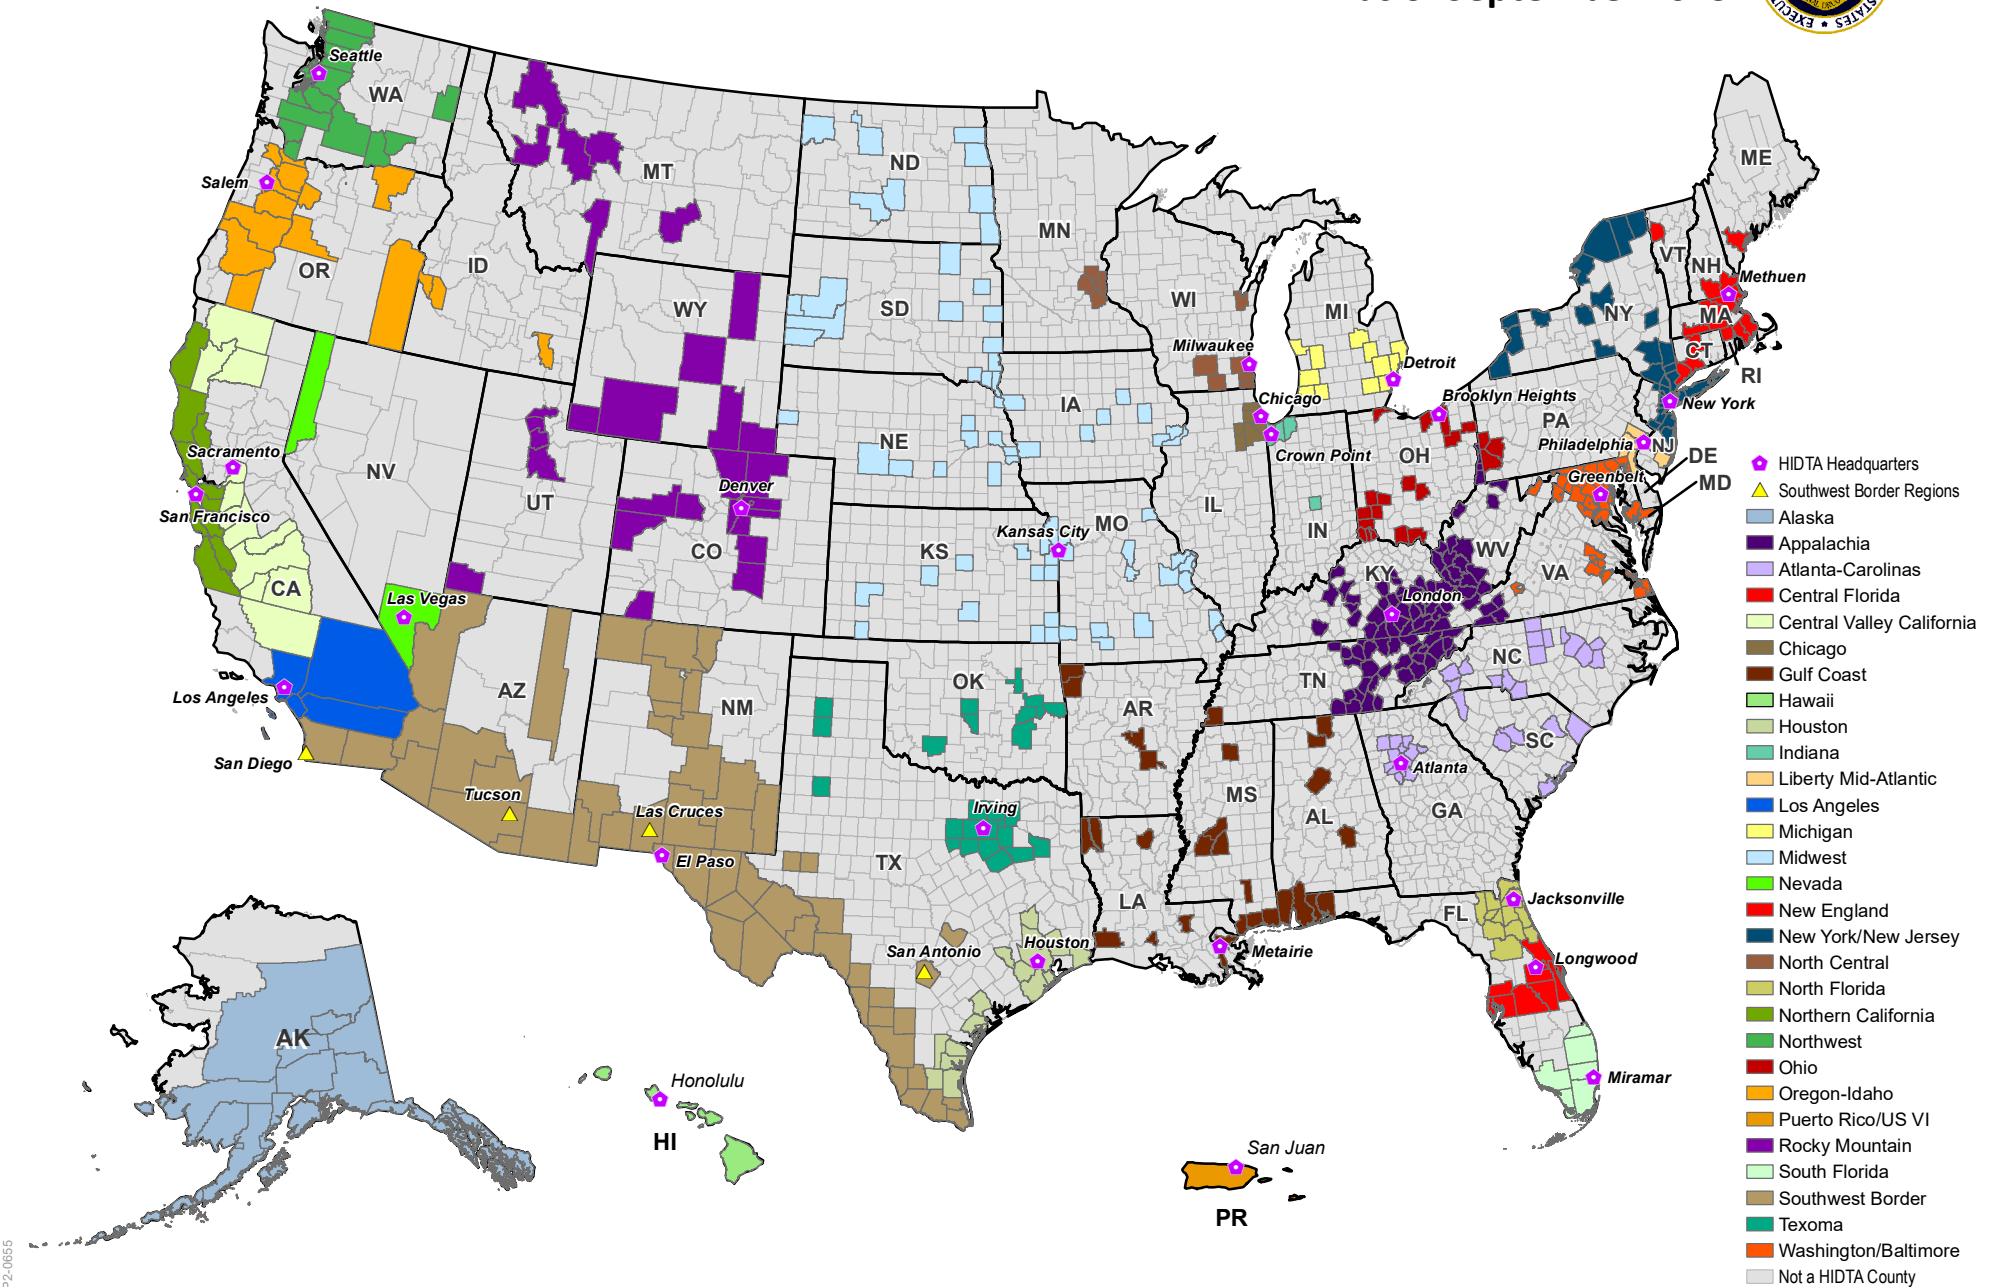 STATES
EXECU
Seattle
WA
Salem
OR
ID
MT
ND
MN
WI
MI
ME
VT
NH
Methuen
NY
MA
CT
RI
WY
SD
Milwaukee
Detroit
Chicago
Brooklyn Heights
New York
PA
Philadelphia
NJ
DE
MD
Greenbelt
Crown Point
OH
IA
NE
IL
IN
Sacramento
San Francisco
NV
UT
CA
Denver
CO
KS
Kansas City
MO
KY
London
WV
VA
Las Vegas
Los Angeles
San Diego
AZ
NM
Tucson
Las Cruces
El Paso
OK
AR
TN
NC
SC
Atlanta
GA
MS
AL
Irving
TX
LA
FL
Jacksonville
San Antonio
Houston
Metairie
Longwood
Miramar
AK
Honolulu
HI
San Juan
PR
HIDTA Headquarters
Southwest Border Regions
Alaska
Appalachia
Atlanta-Carolinas
Central Florida
Central Valley California
Chicago
Gulf Coast
Hawaii
Houston
Indiana
Liberty Mid-Atlantic
Los Angeles
Michigan
Midwest
Nevada
New England
New York/New Jersey
North Central
North Florida
Northern California
Northwest
Ohio
Oregon-Idaho
Puerto Rico/US VI
Rocky Mountain
South Florida
Southwest Border
Texoma
Washington/Baltimore
Not a HIDTA County
P2-0655